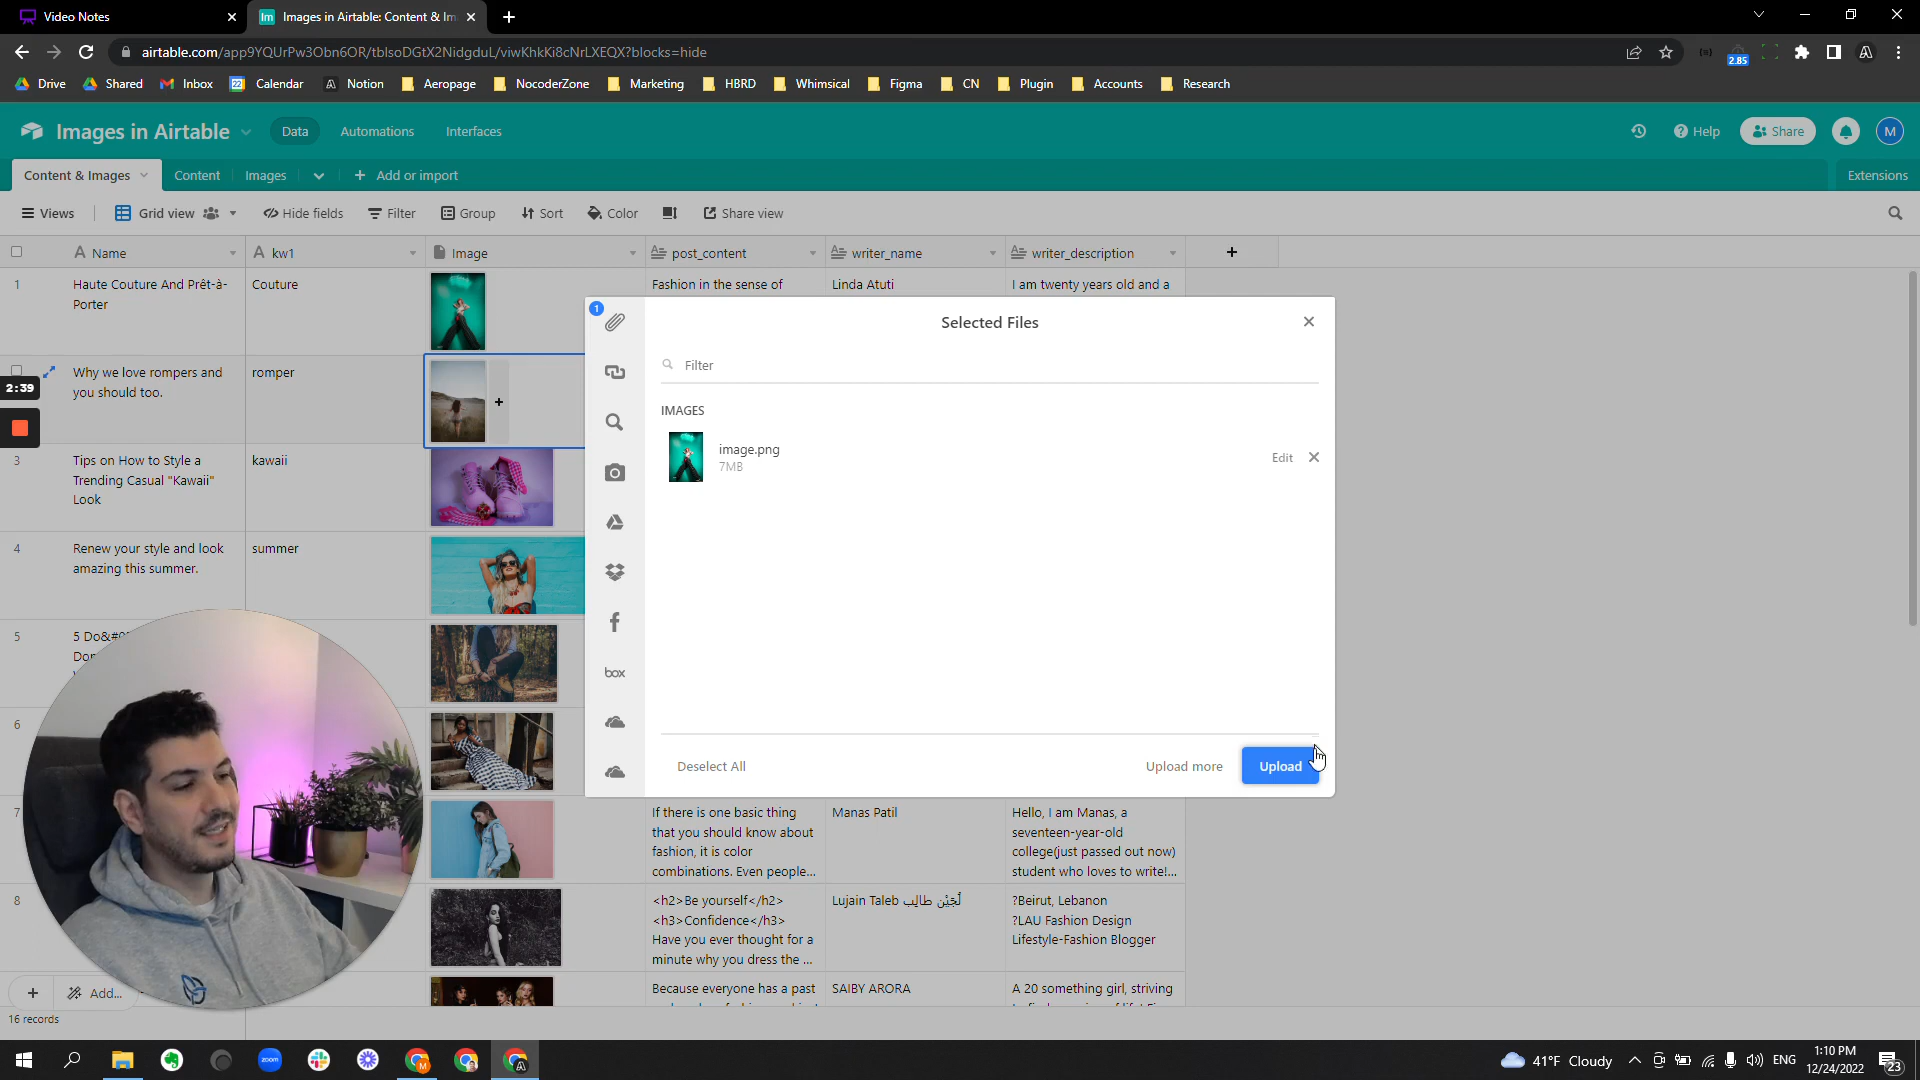 Video Notes
Images in Airtable: Content & Im
airtable.com/app9YQUrPw3Obn6OR/tblsoDGtX2NidgduL/viwKhkKi8cNrLXEQX?blocks=hide
2.85
Drive
Shared
Inbox
22
Calendar
Notion
Aeropage
NocoderZone
Marketing
HBRD
Whimsical
Figma
CN
Plugin
Accounts
Research
Images in Airtable
Data
Automations
Interfaces
Help
Share
M
Content & Images
Content
Images
Add or import
Extensions
Views
Grid view
Hide fields
Filter
Group
Sort
Color
Share view
Name
kw1
Image
post_content
writer_name
writer_description
1
Haute Couture And Prêt-à-
Porter
Couture
Fashion in the sense of
Linda Atuti
I am twenty years old and a
Why we love rompers and
you should too.
romper
2:39
3
Tips on How to Style a
Trending Casual "Kawaii"
Look
kawaii
4
Renew your style and look
amazing this summer.
summer
5
5 Do&#0
6
7
If there is one basic thing
that you should know about
fashion, it is color
combinations. Even people...
Manas Patil
Hello, I am Manas, a
seventeen-year-old
college(just passed out now)
student who loves to write!...
8
<h2>Be yourself</h2>
<h3>Confidence</h3>
Have you ever thought for a
minute why you dress the ...
Lujain Taleb لُجَيْن طالِب
?Beirut, Lebanon
?LAU Fashion Design
Lifestyle-Fashion Blogger
Because everyone has a past
SAIBY ARORA
A 20 something girl, striving
Add...
16 records
1
Selected Files
Filter
IMAGES
image.png
7MB
Edit
box
Deselect All
Upload more
Upload
zoom
41°F Cloudy
ENG
1:10 PM
12/24/2022
23